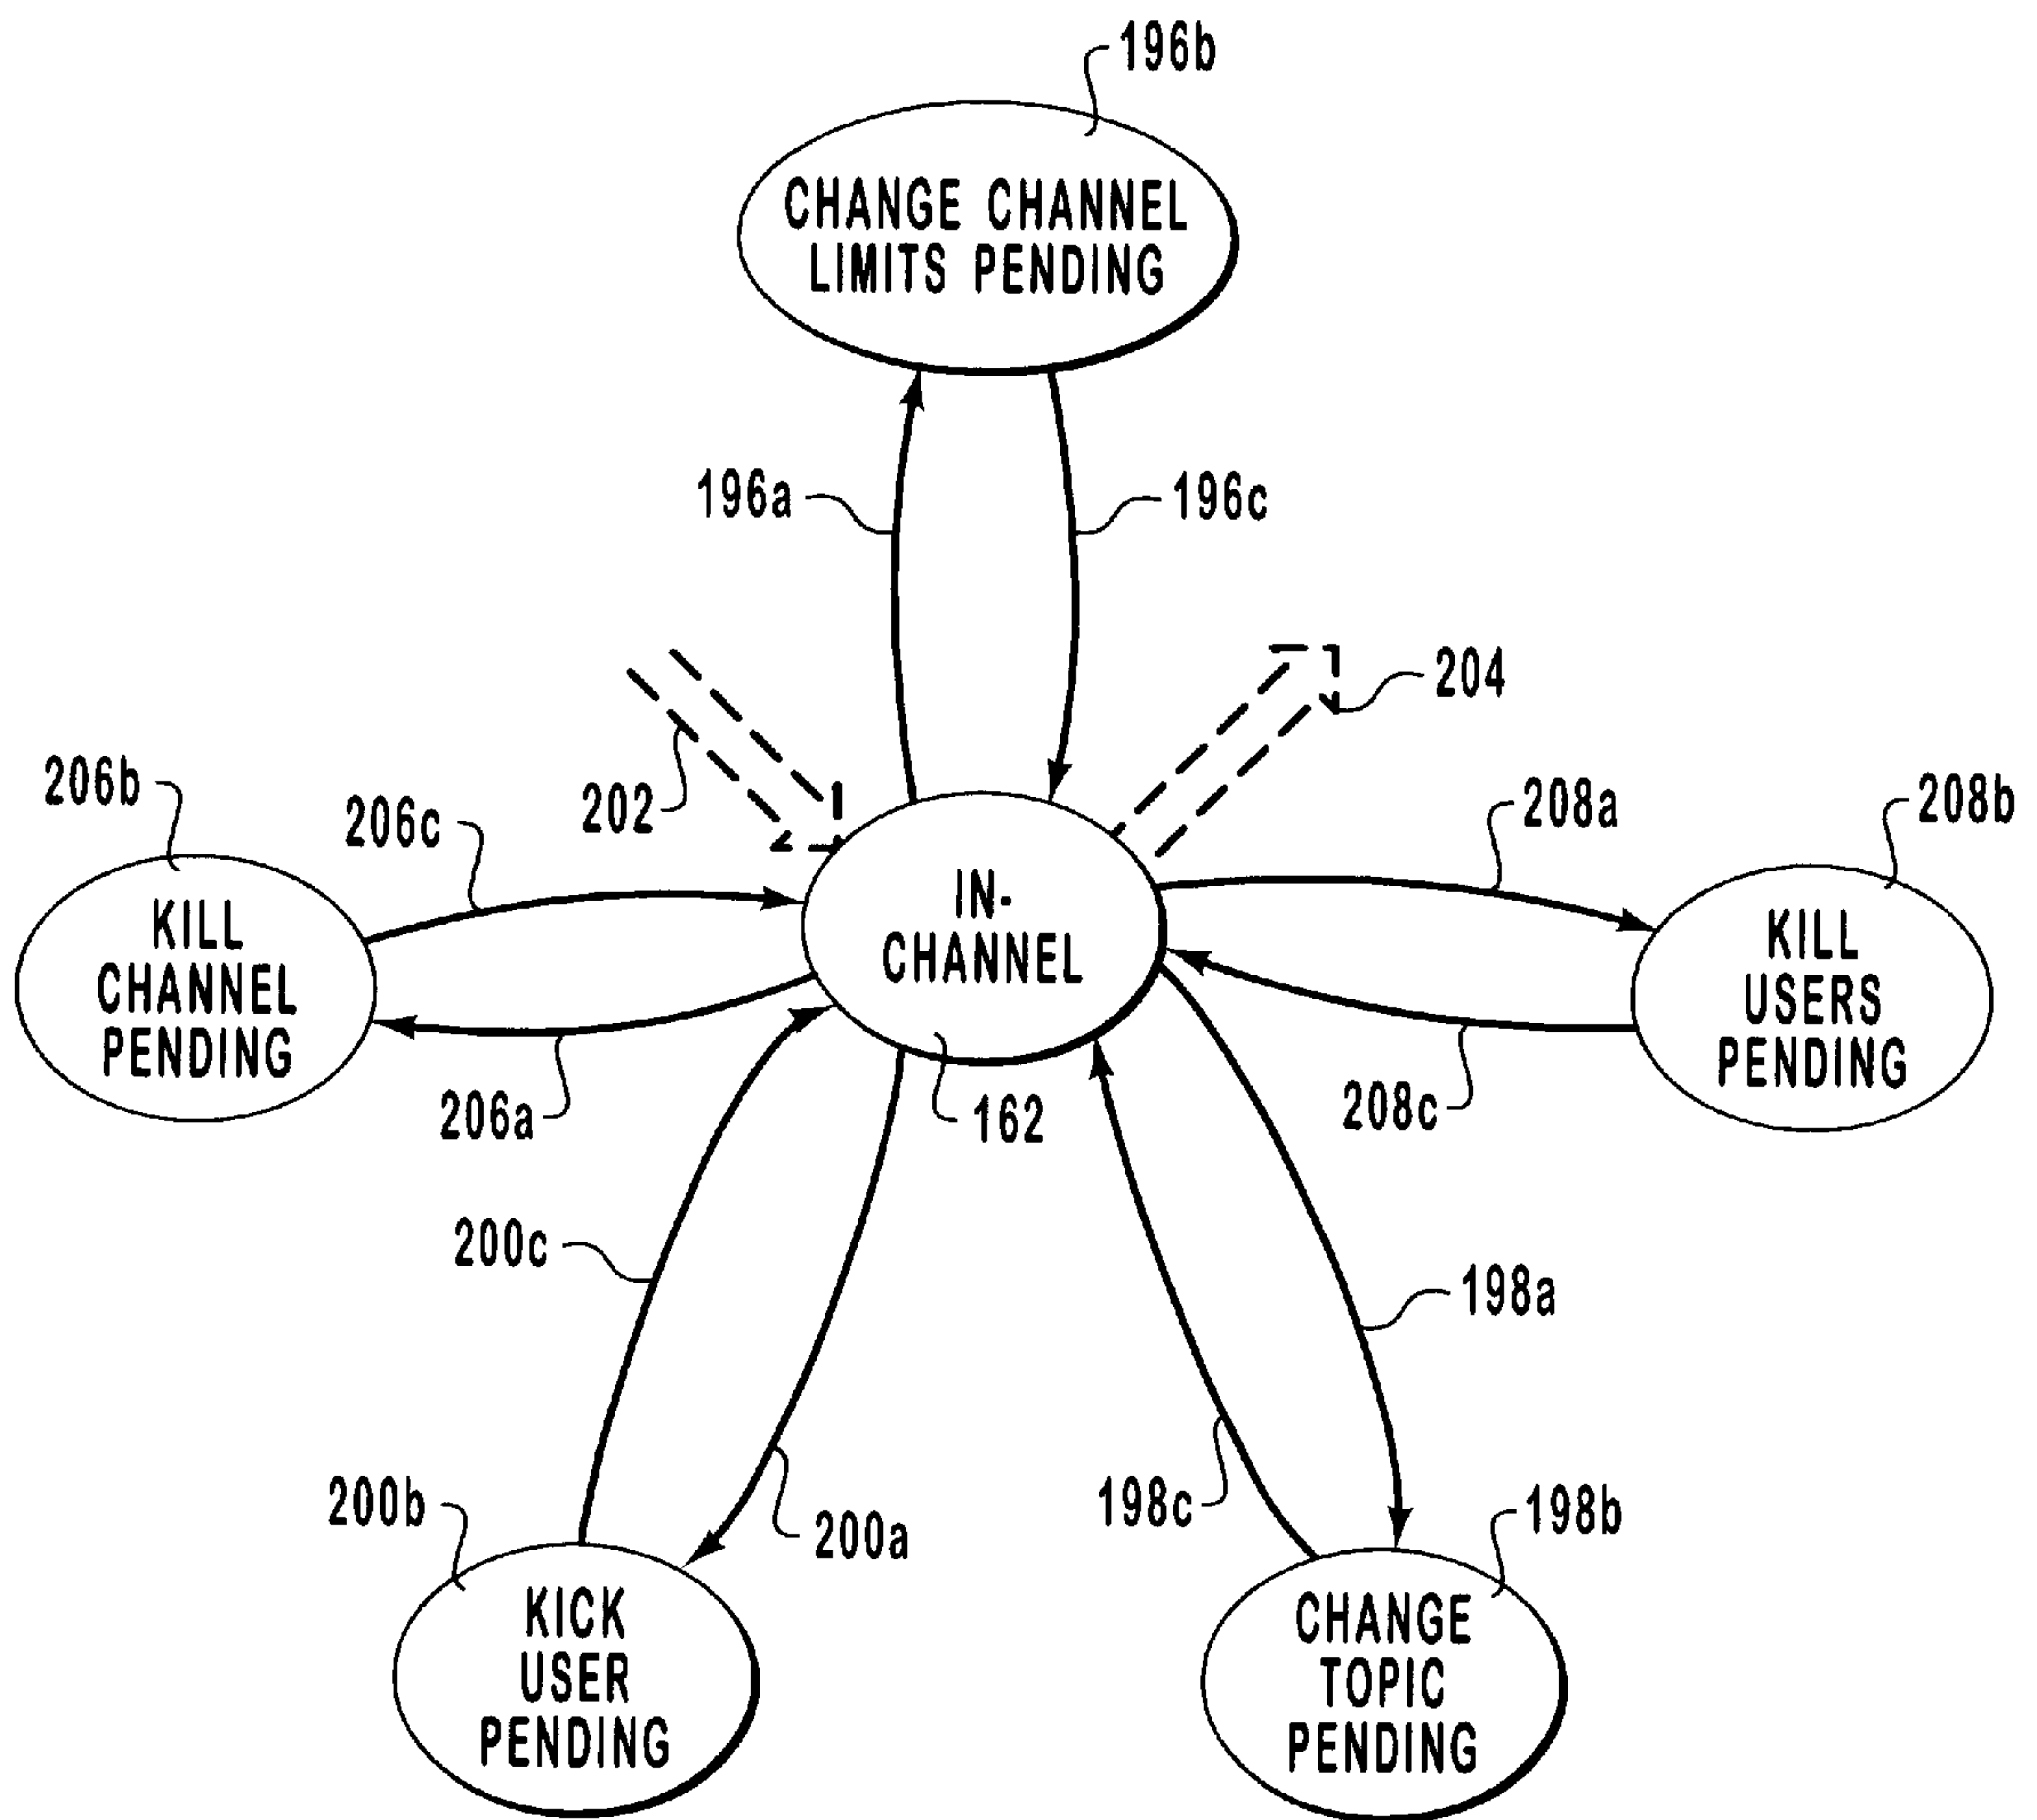 196b
CHANGE CHANNEL
LIMITS PENDING
196a
196c
204
202
206b
206c
208a
208b
IN-
CHANNEL
KILL
CHANNEL
PENDING
KILL
USERS
PENDING
206a
162
208c
200c
198a
200b
200a
198c
198b
KICK
USER
PENDING
CHANGE
TOPIC
PENDING